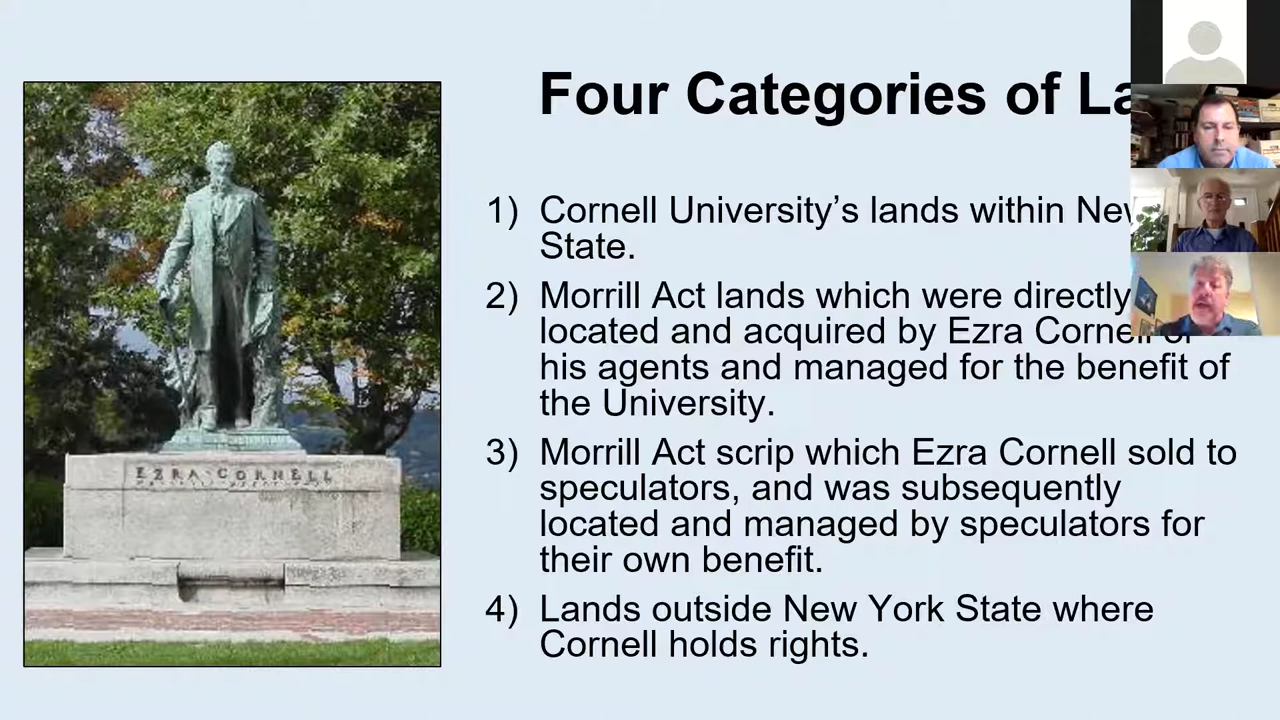 Four Categories of La
1) Cornell University’s lands within New
State.
2) Morrill Act lands which were directly
located and acquired by Ezra Cornell or
his agents and managed for the benefit of
the University.
3) Morrill Act scrip which Ezra Cornell sold to
speculators, and was subsequently
located and managed by speculators for
their own benefit.
4) Lands outside New York State where
Cornell holds rights.
EZRA CORNELL